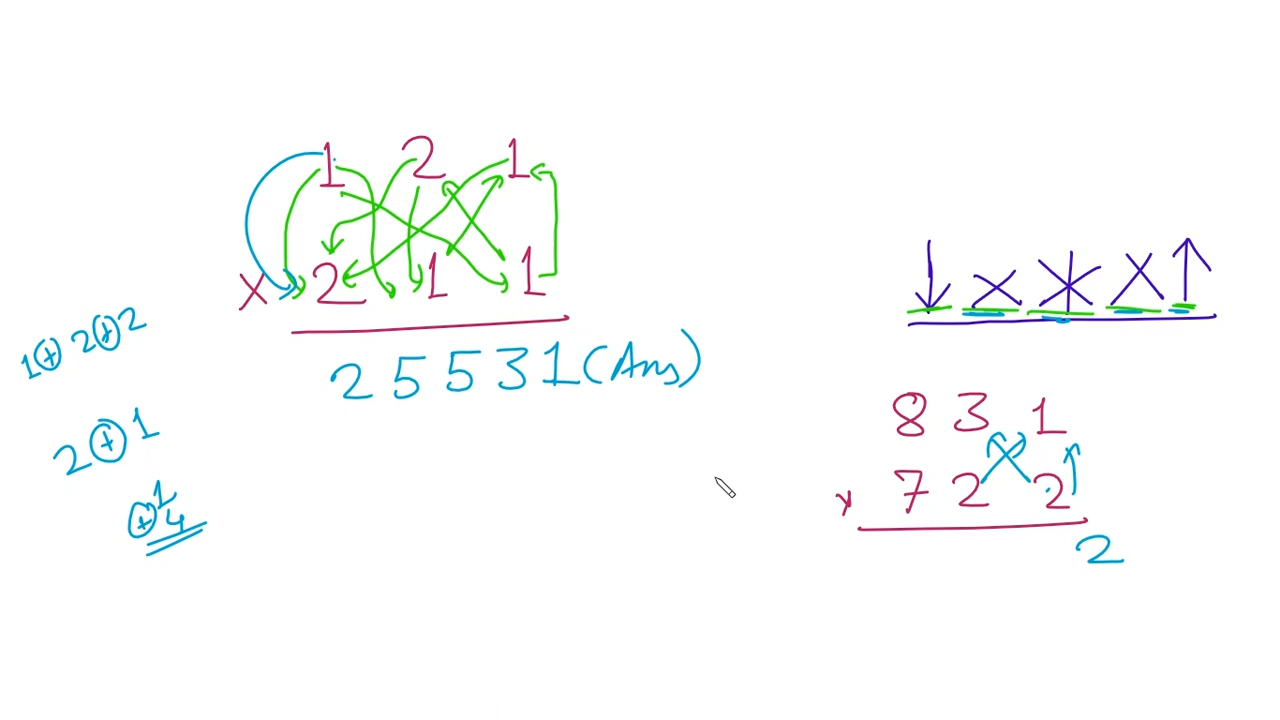 1 2 1
x 2 1 1
2 5 5 3 1 (Ans)
1 + 2 + 2
2 + 1
+ 1
4
8 3 1
x 7 2 2
2